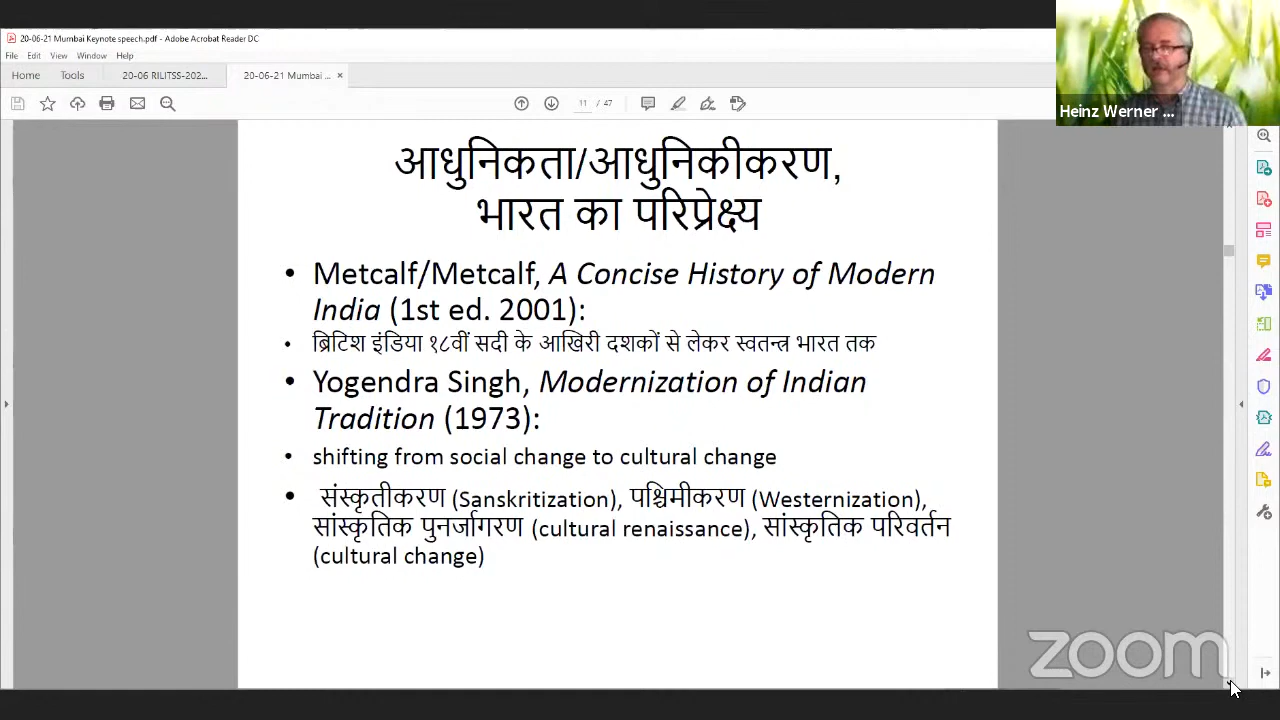 20-06-21 Mumbai Keynote speech.pdf - Adobe Acrobat Reader DC
File Edit View Window Help
Home Tools 20-06 RILITSS-202... 20-06-21 Mumbai ... ×
11 / 47
Heinz Werner ...
आधुनिकता/आधुनिकीकरण,
भारत का परिप्रेक्ष्य
• Metcalf/Metcalf, A Concise History of Modern
India (1st ed. 2001):
• ब्रिटिश इंडिया १८वीं सदी के आखिरी दशकों से लेकर स्वतन्त्र भारत तक
• Yogendra Singh, Modernization of Indian
Tradition (1973):
• shifting from social change to cultural change
• संस्कृतीकरण (Sanskritization), पश्चिमीकरण (Westernization),
सांस्कृतिक पुनर्जागरण (cultural renaissance), सांस्कृतिक परिवर्तन
(cultural change)
zoom